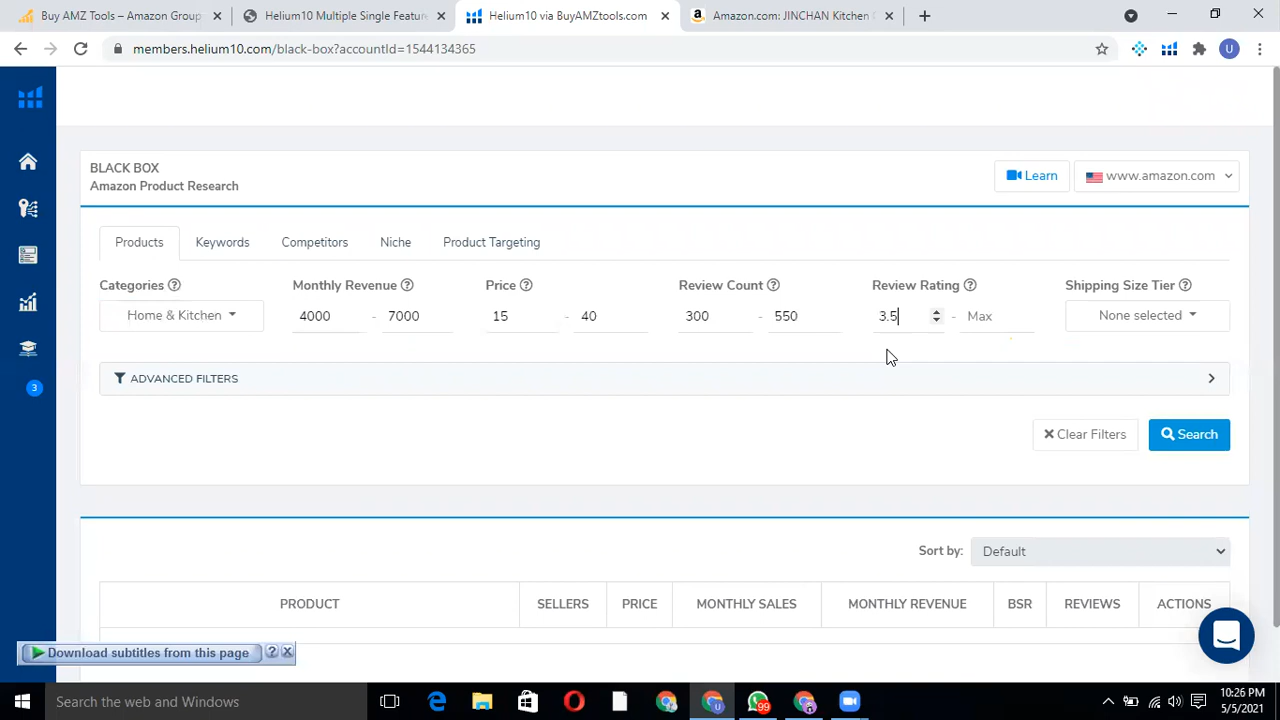 Buy AMZ Tools – Amazon Group
Helium10 Multiple Single Feature
Helium10 via BuyAMZtools.com
Amazon.com: JINCHAN Kitchen C
members.helium10.com/black-box?accountId=1544134365
U
BLACK BOX
Amazon Product Research
Learn
www.amazon.com
Products
Keywords
Competitors
Niche
Product Targeting
Categories
Monthly Revenue
Price
Review Count
Review Rating
Shipping Size Tier
Home & Kitchen
4000 - 7000
15 - 40
300 - 550
3.5 - Max
None selected
ADVANCED FILTERS
3
Clear Filters
Search
Sort by:
Default
PRODUCT
SELLERS
PRICE
MONTHLY SALES
MONTHLY REVENUE
BSR
REVIEWS
ACTIONS
Download subtitles from this page
Search the web and Windows
99
10:26 PM
5/5/2021